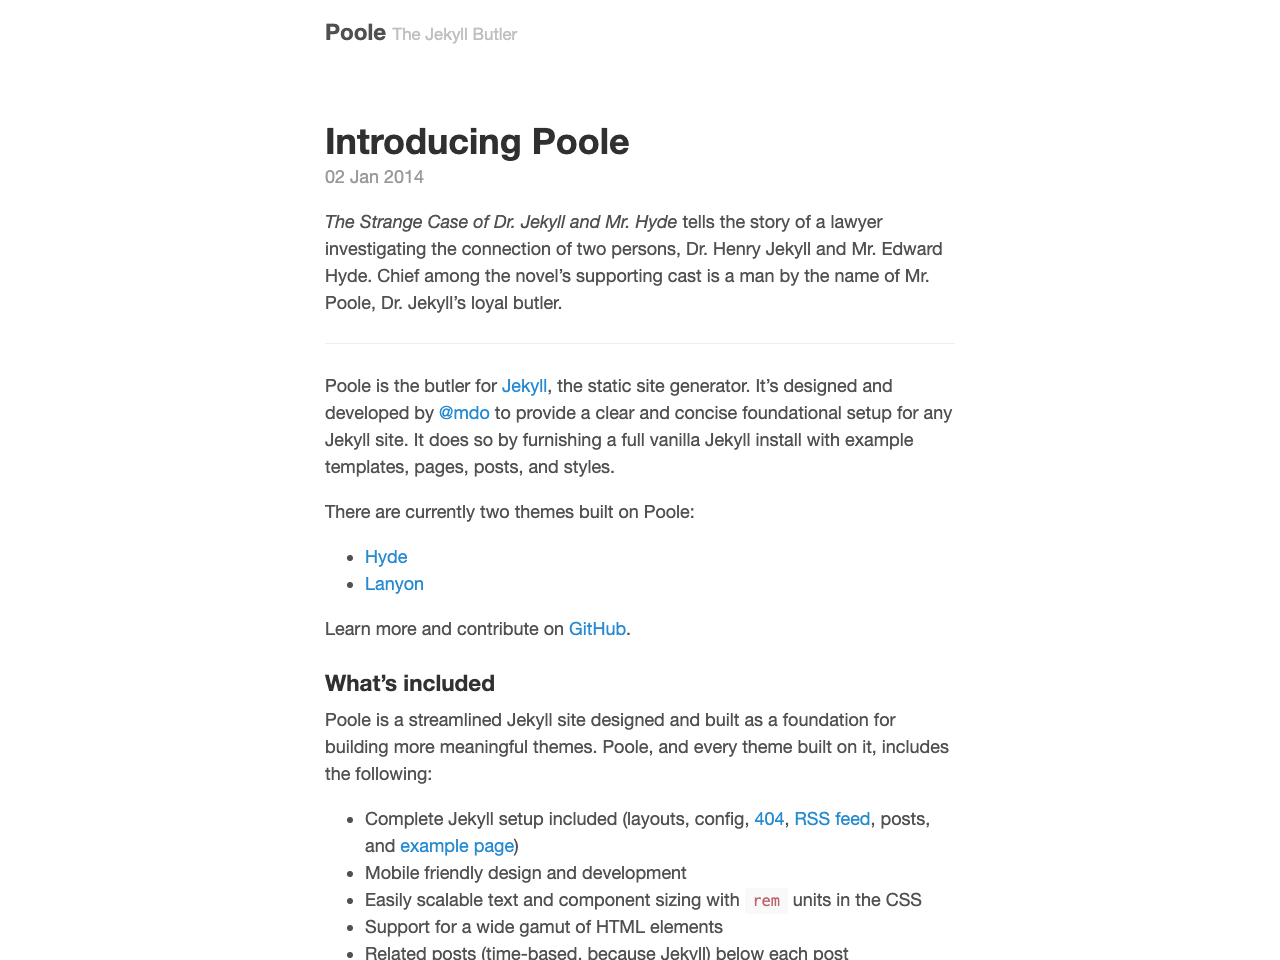 Poole The Jekyll Butler
Introducing Poole
02 Jan 2014
The Strange Case of Dr. Jekyll and Mr. Hyde tells the story of a lawyer
investigating the connection of two persons, Dr. Henry Jekyll and Mr. Edward
Hyde. Chief among the novel’s supporting cast is a man by the name of Mr.
Poole, Dr. Jekyll’s loyal butler.
Poole is the butler for Jekyll, the static site generator. It’s designed and
developed by @mdo to provide a clear and concise foundational setup for any
Jekyll site. It does so by furnishing a full vanilla Jekyll install with example
templates, pages, posts, and styles.
There are currently two themes built on Poole:
• Hyde
• Lanyon
Learn more and contribute on GitHub.
What’s included
Poole is a streamlined Jekyll site designed and built as a foundation for
building more meaningful themes. Poole, and every theme built on it, includes
the following:
• Complete Jekyll setup included (layouts, config, 404, RSS feed, posts,
and example page)
• Mobile friendly design and development
• Easily scalable text and component sizing with rem units in the CSS
• Support for a wide gamut of HTML elements
• Related posts (time-based, because Jekyll) below each post